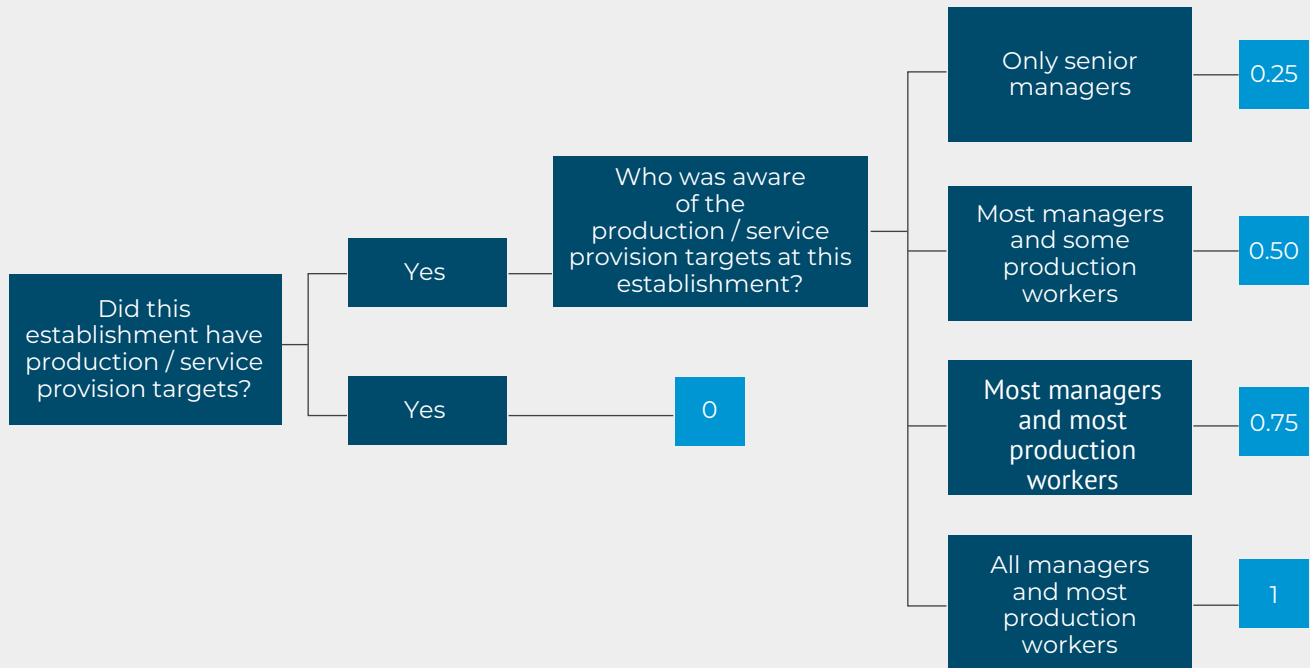 Did this
establishment have
production / service
provision targets?
Yes
Yes
0
Who was aware
of the
production / service
provision targets at this
establishment?
Only senior
managers
0.25
Most managers
and some
production
workers
0.50
Most managers
and most
production
workers
0.75
All managers
and most
production
workers
1